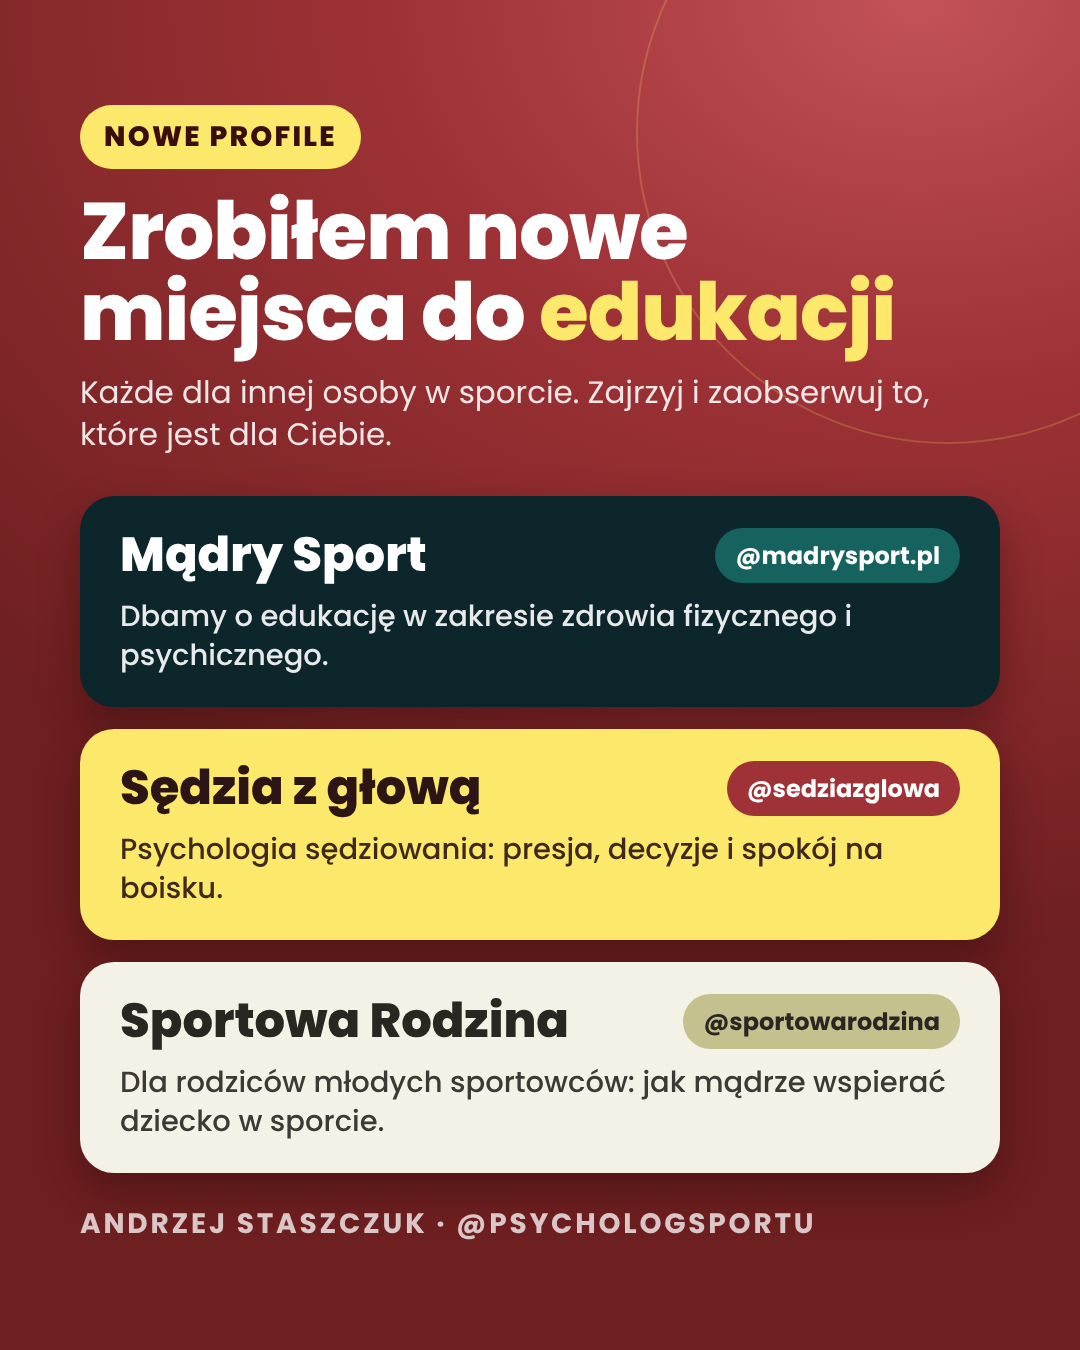 NOWE PROFILE
Zrobiłem nowe
miejsca do edukacji
Każde dla innej osoby w sporcie. Zajrzyj i zaobserwuj to,
które jest dla Ciebie.
Mądry Sport
@madrysport.pl
Dbamy o edukację w zakresie zdrowia fizycznego i
psychicznego.
Sędzia z głową
@sedziazglowa
Psychologia sędziowania: presja, decyzje i spokój na
boisku.
Sportowa Rodzina
@sportowarodzina
Dla rodziców młodych sportowców: jak mądrze wspierać
dziecko w sporcie.
ANDRZEJ STASZCZUK · @PSYCHOLOGSPORTU